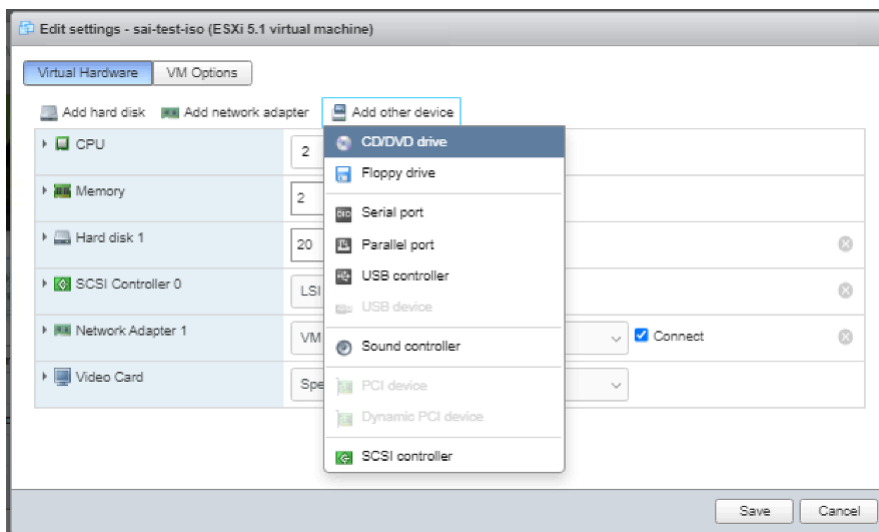 Edit settings - sai-test-iso (ESXi 5.1 virtual machine)
Virtual Hardware VM Options
Add hard disk Add network adapter Add other device
CPU 2
CD/DVD drive
Floppy drive
Memory 2
Serial port
Hard disk 1 20
Parallel port
USB controller
SCSI Controller 0 LSI
USB device
Network Adapter 1 VM Connect
Sound controller
Video Card Spe
PCI device
Dynamic PCI device
SCSI controller
Save Cancel